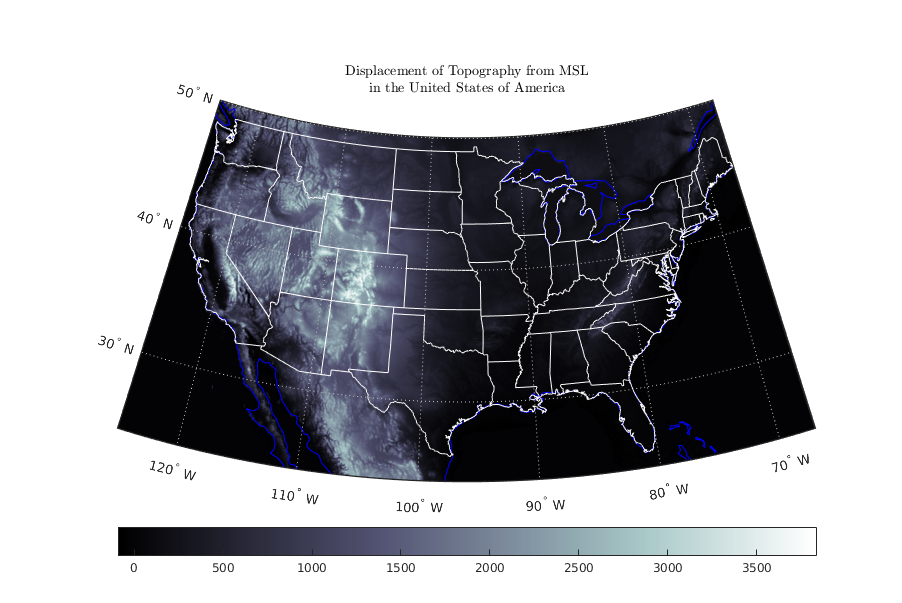 Displacement of Topography from MSL
in the United States of America
50° N
40° N
30° N
120° W
110° W
100° W
90° W
80° W
70° W
0 500 1000 1500 2000 2500 3000 3500